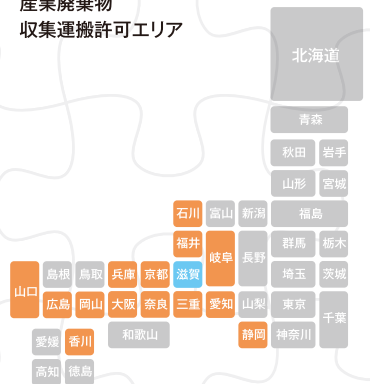 産業廃棄物
収集運搬許可エリア
北海道
青森
秋田 岩手
山形 宮城
石川 富山 新潟 福島
福井 岐阜 長野 群馬 栃木
山口 島根 鳥取 兵庫 京都 滋賀 埼玉 茨城
広島 岡山 大阪 奈良 三重 愛知 山梨 東京 千葉
愛媛 香川 和歌山 静岡 神奈川
高知 徳島